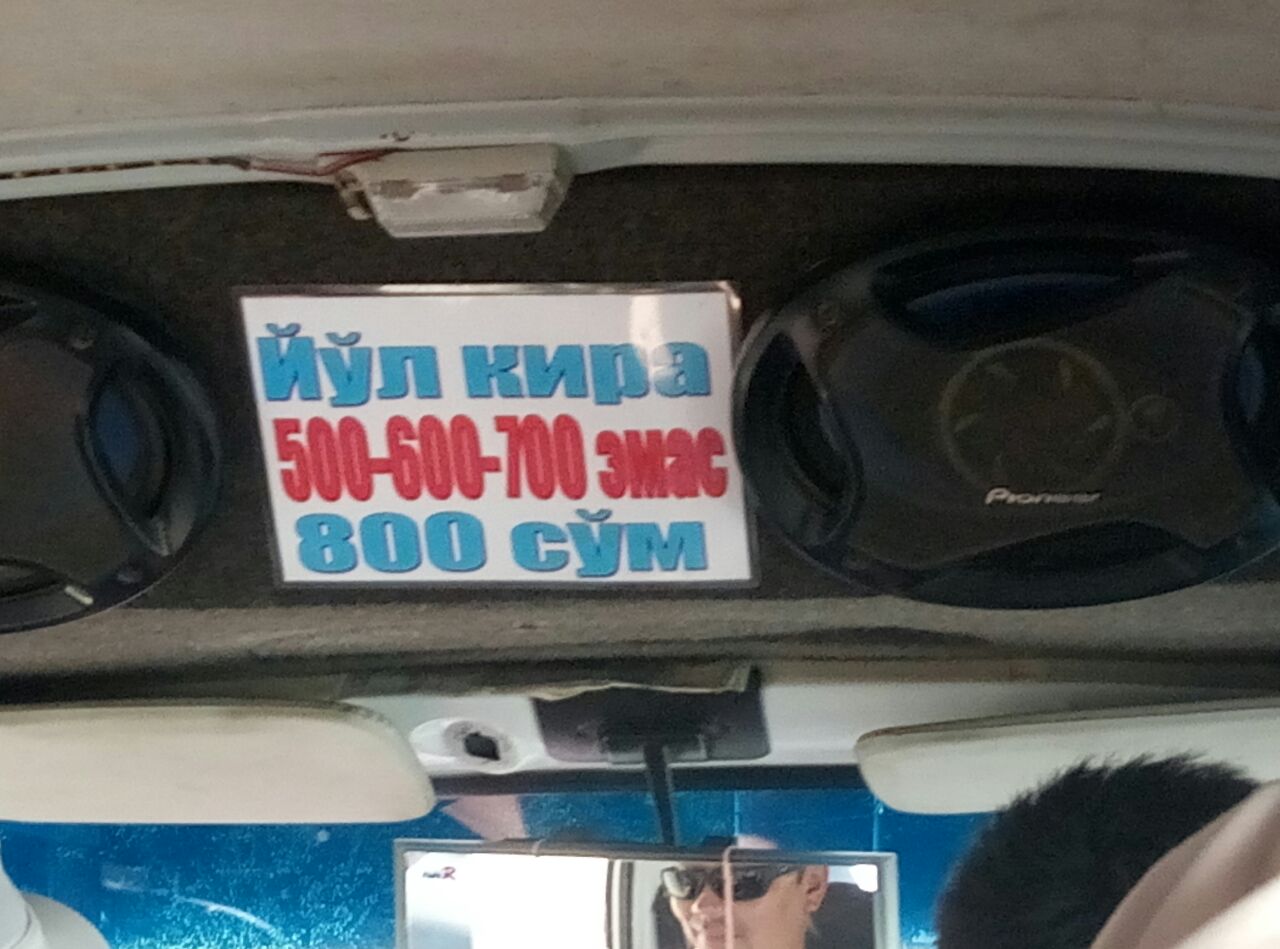 Йўл кира
500-600-700 эмас
800 сўм
Pioneer